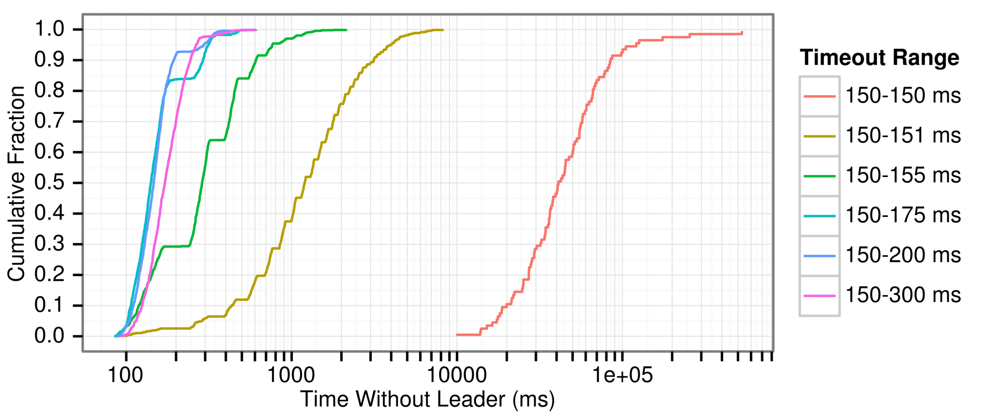 Cumulative Fraction
1.0
0.9
0.8
0.7
0.6
0.5
0.4
0.3
0.2
0.1
0.0
100 1000 10000 1e+05
Time Without Leader (ms)
Timeout Range
150-150 ms
150-151 ms
150-155 ms
150-175 ms
150-200 ms
150-300 ms